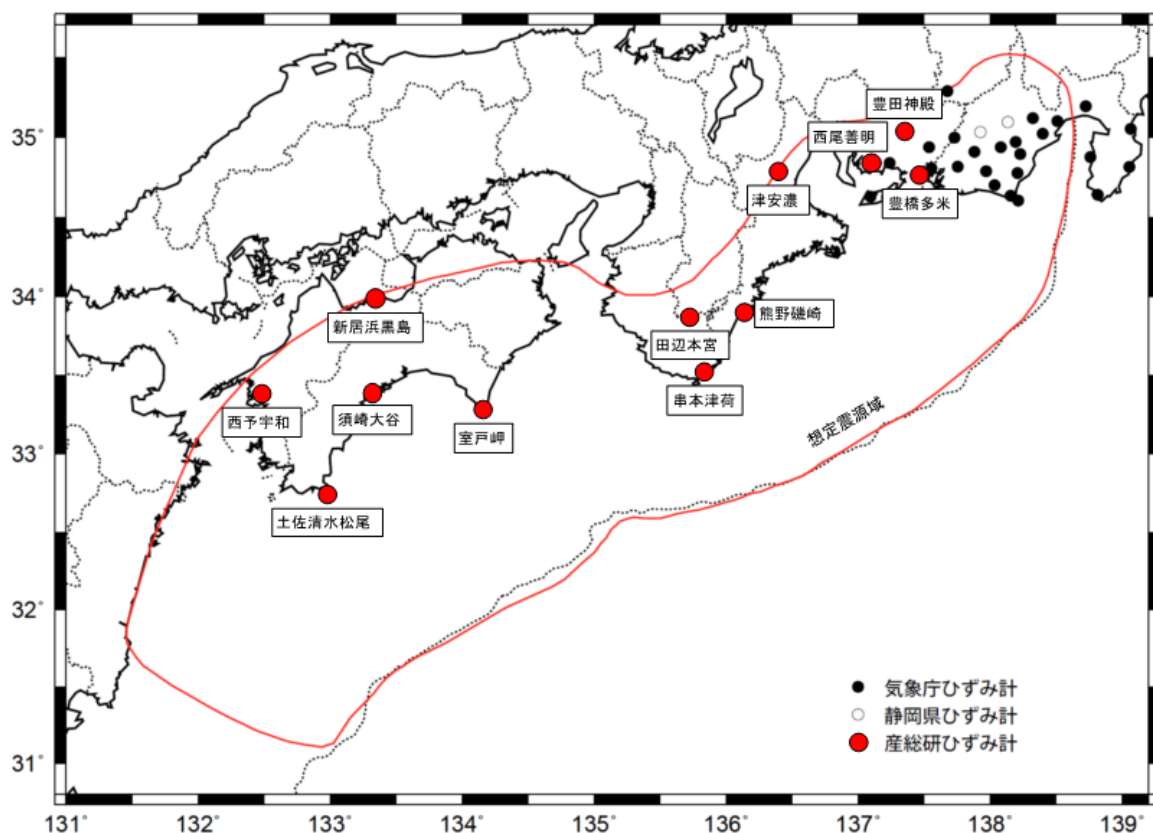 豊田神殿
35°
西尾善明
津安濃
豊橋多米
34°
新居浜黒島
田辺本宮
熊野磯崎
串本津荷
西予宇和
須崎大谷
室戸岬
想定震源域
33°
土佐清水松尾
32°
気象庁ひずみ計
静岡県ひずみ計
産総研ひずみ計
31°
131° 132° 133° 134° 135° 136° 137° 138° 139°